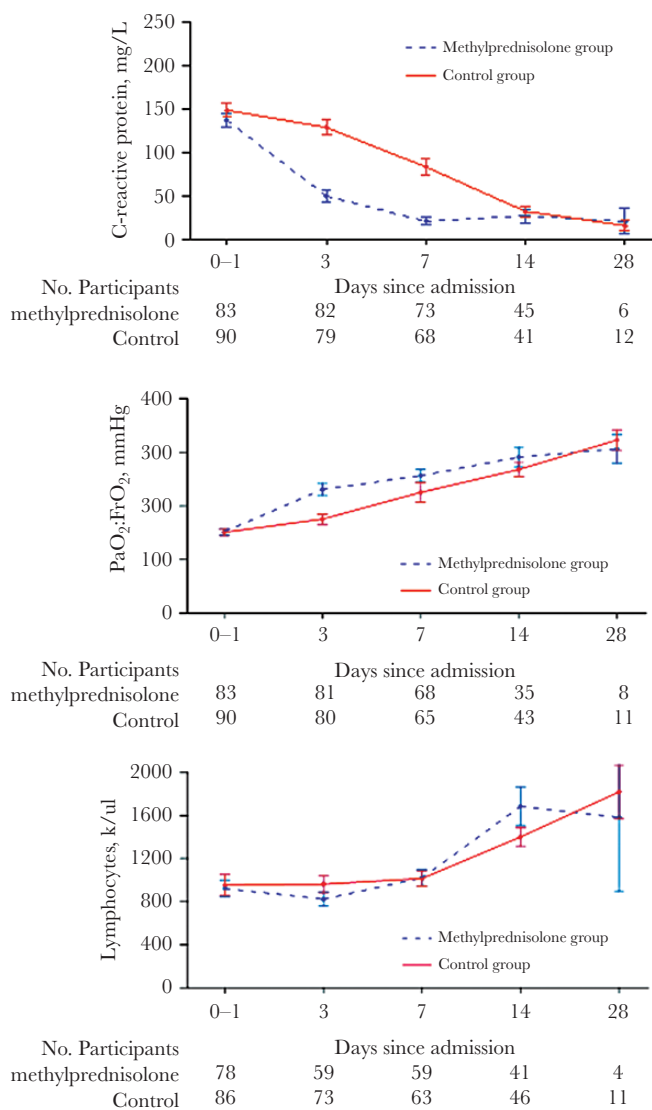 250
200
150
100
50
0
C-reactive protein, mg/L
Methylprednisolone group
Control group
0–1 3 7 14 28
No. Participants Days since admission
methylprednisolone 83 82 73 45 6
Control 90 79 68 41 12
400
300
300
100
0
PaO₂:FrO₂, mmHg
Methylprednisolone group
Control group
0–1 3 7 14 28
No. Participants Days since admission
methylprednisolone 83 81 68 35 8
Control 90 80 65 43 11
2000
1600
1200
800
400
0
Lymphocytes, k/ul
Methylprednisolone group
Control group
0–1 3 7 14 28
No. Participants Days since admission
methylprednisolone 78 59 59 41 4
Control 86 73 63 46 11